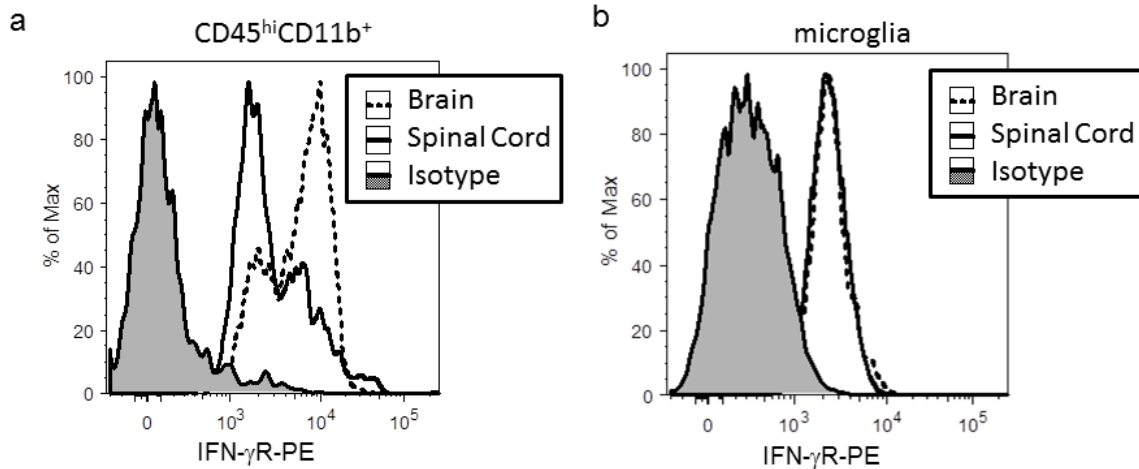 a
CD45ʰⁱCD11b⁺
100
80
60
40
20
0
% of Max
0 10³ 10⁴ 10⁵
IFN-γR-PE
Brain
Spinal Cord
Isotype
b
microglia
100
80
60
40
20
0
% of Max
0 10³ 10⁴ 10⁵
IFN-γR-PE
Brain
Spinal Cord
Isotype